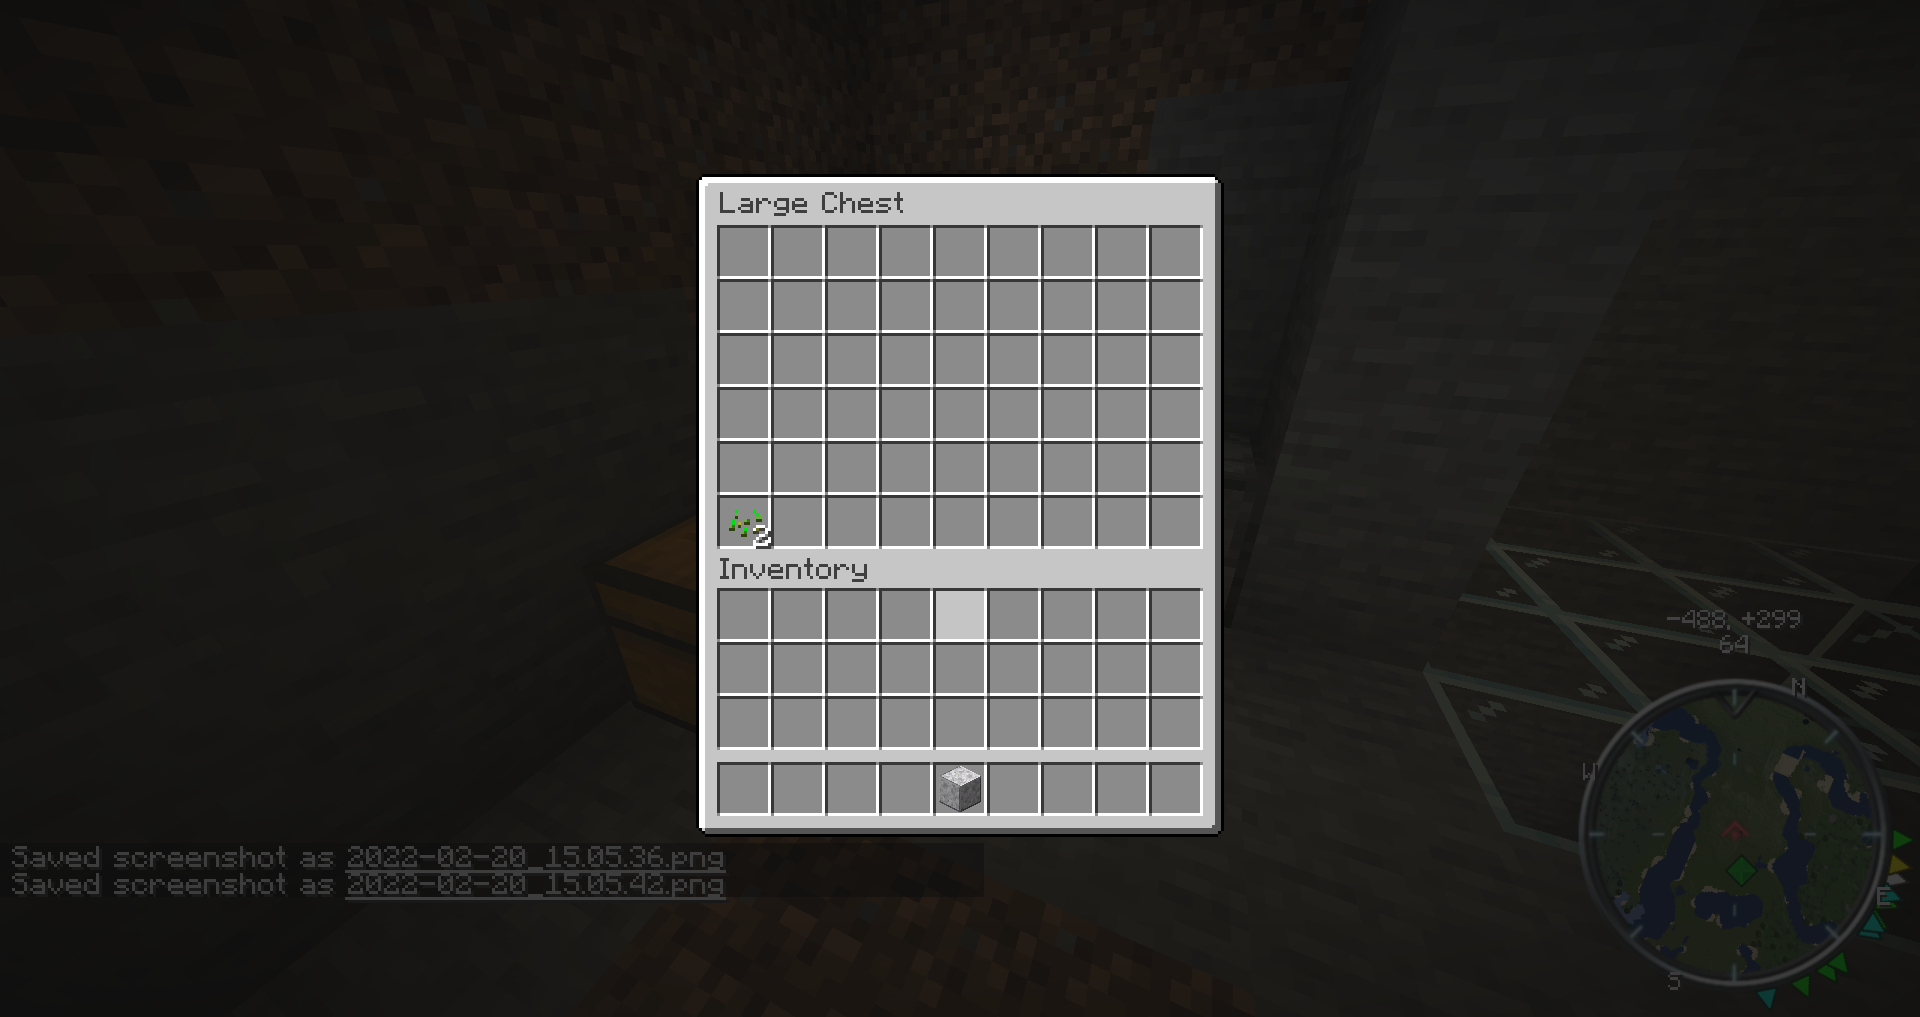 Large Chest
2
Inventory
-488, +299
64
N
W
E
S
Saved screenshot as 2022-02-20_15.05.36.png
Saved screenshot as 2022-02-20_15.05.42.png